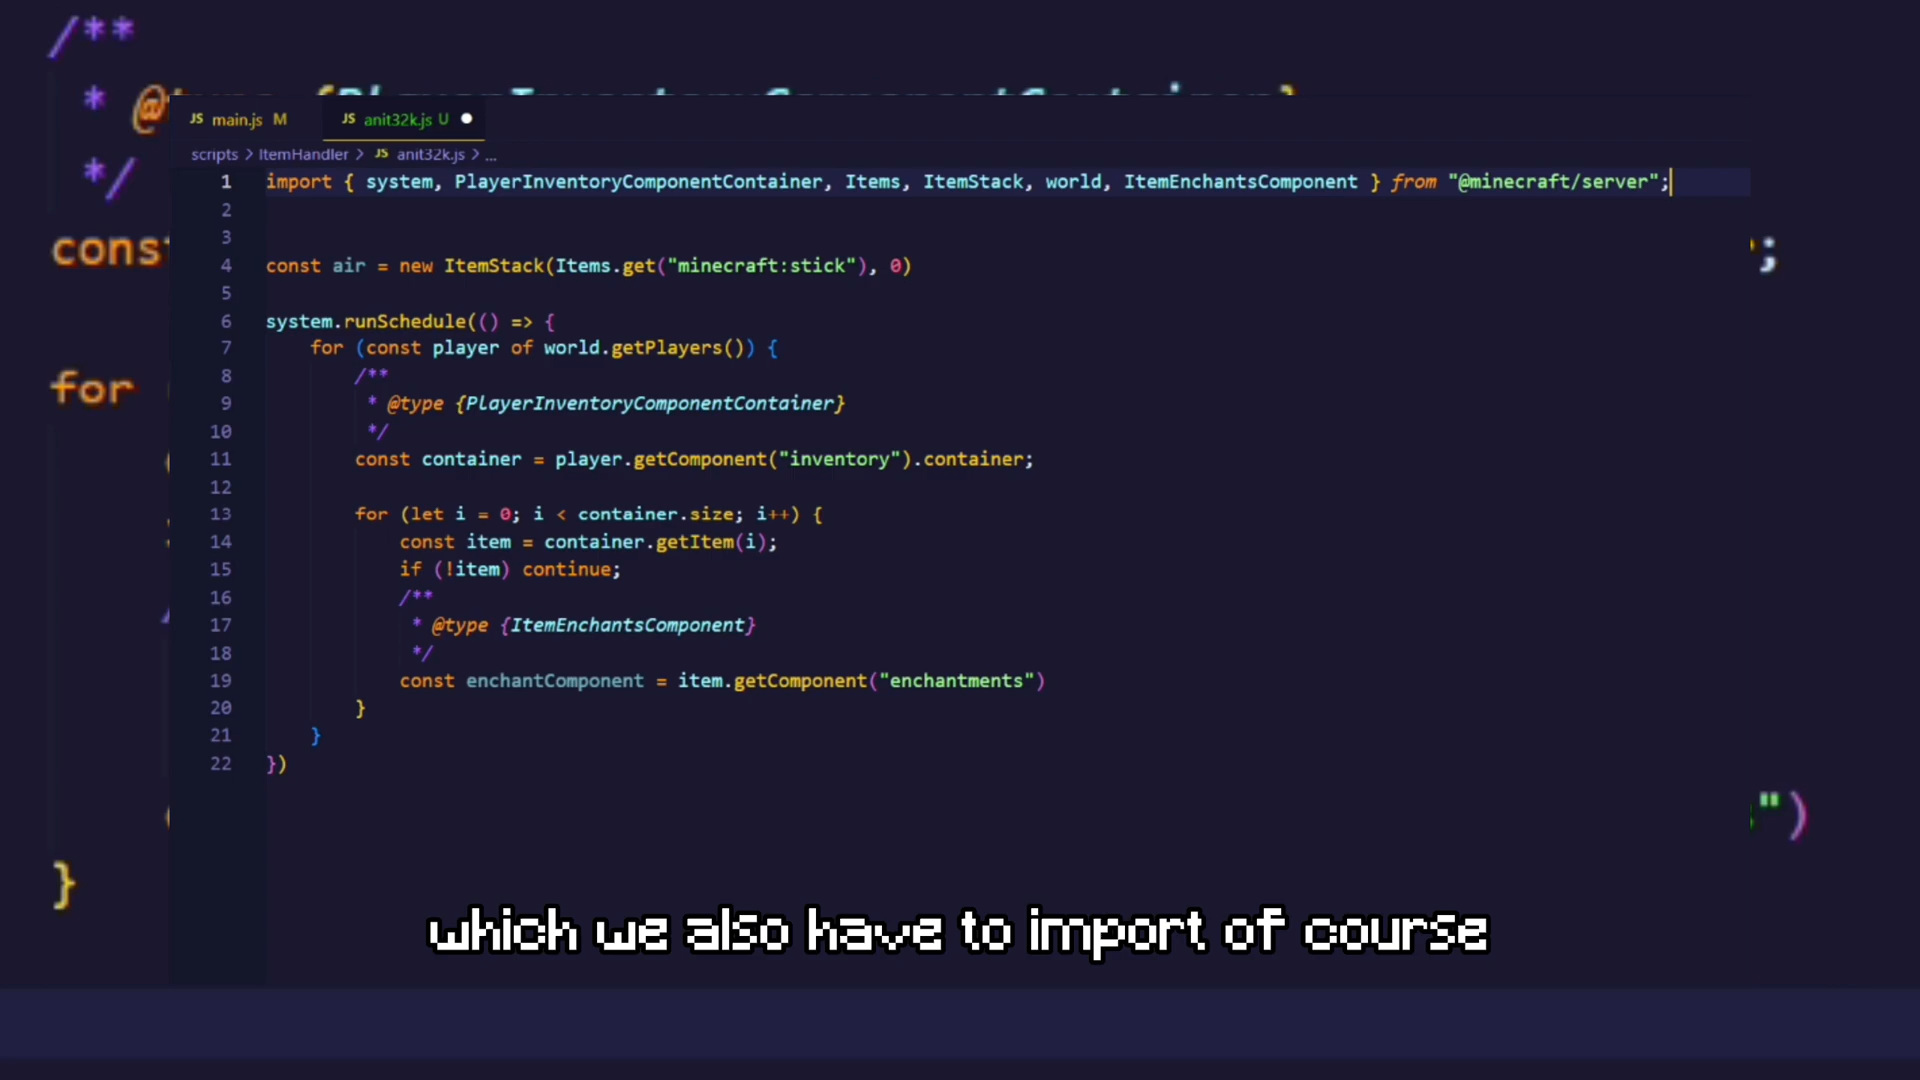 /**
* @type {PlayerInventoryComponentContainer}
*/
const
;
for
")
}
JS main.js M
JS anit32k.js U
scripts > ItemHandler > JS anit32k.js > ...
1 import { system, PlayerInventoryComponentContainer, Items, ItemStack, world, ItemEnchantsComponent } from "@minecraft/server";
2
3
4 const air = new ItemStack(Items.get("minecraft:stick"), 0)
5
6 system.runSchedule(() => {
7 for (const player of world.getPlayers()) {
8 /**
9 * @type {PlayerInventoryComponentContainer}
10 */
11 const container = player.getComponent("inventory").container;
12
13 for (let i = 0; i < container.size; i++) {
14 const item = container.getItem(i);
15 if (!item) continue;
16 /**
17 * @type {ItemEnchantsComponent}
18 */
19 const enchantComponent = item.getComponent("enchantments")
20 }
21 }
22 })
which we also have to import of course